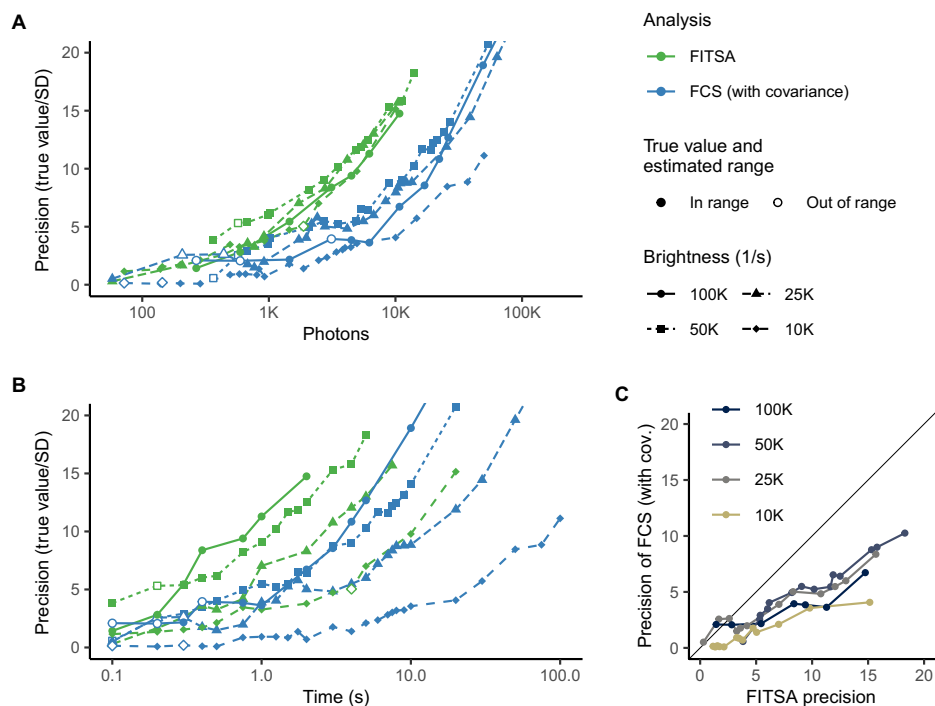 A
Precision (true value/SD)
20
15
10
5
0
100
1K
10K
100K
Photons
Analysis
FITSA
FCS (with covariance)
True value and
estimated range
In range
Out of range
Brightness (1/s)
100K
25K
50K
10K
B
Precision (true value/SD)
20
15
10
5
0
0.1
1.0
10.0
100.0
Time (s)
C
Precision of FCS (with cov.)
20
15
10
5
0
100K
50K
25K
10K
0
5
10
15
20
FITSA precision